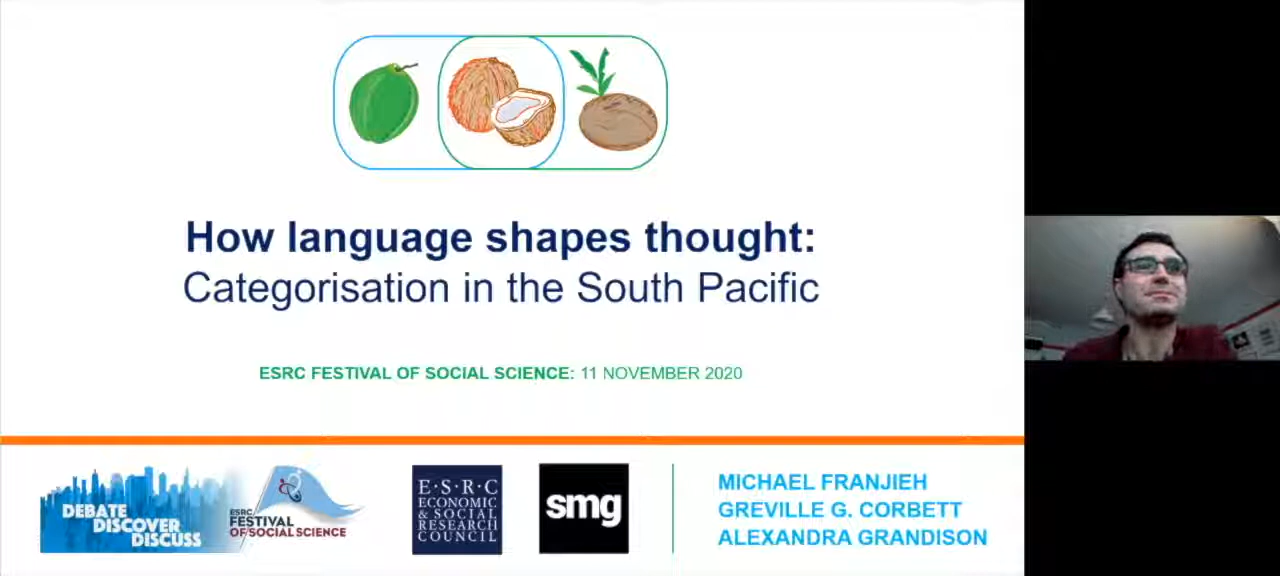 How language shapes thought:
Categorisation in the South Pacific
ESRC FESTIVAL OF SOCIAL SCIENCE: 11 NOVEMBER 2020
DEBATE
DISCOVER
DISCUSS
ESRC
FESTIVAL
OF SOCIAL SCIENCE
E·S·R·C
ECONOMIC
& SOCIAL
RESEARCH
COUNCIL
smg
MICHAEL FRANJIEH
GREVILLE G. CORBETT
ALEXANDRA GRANDISON